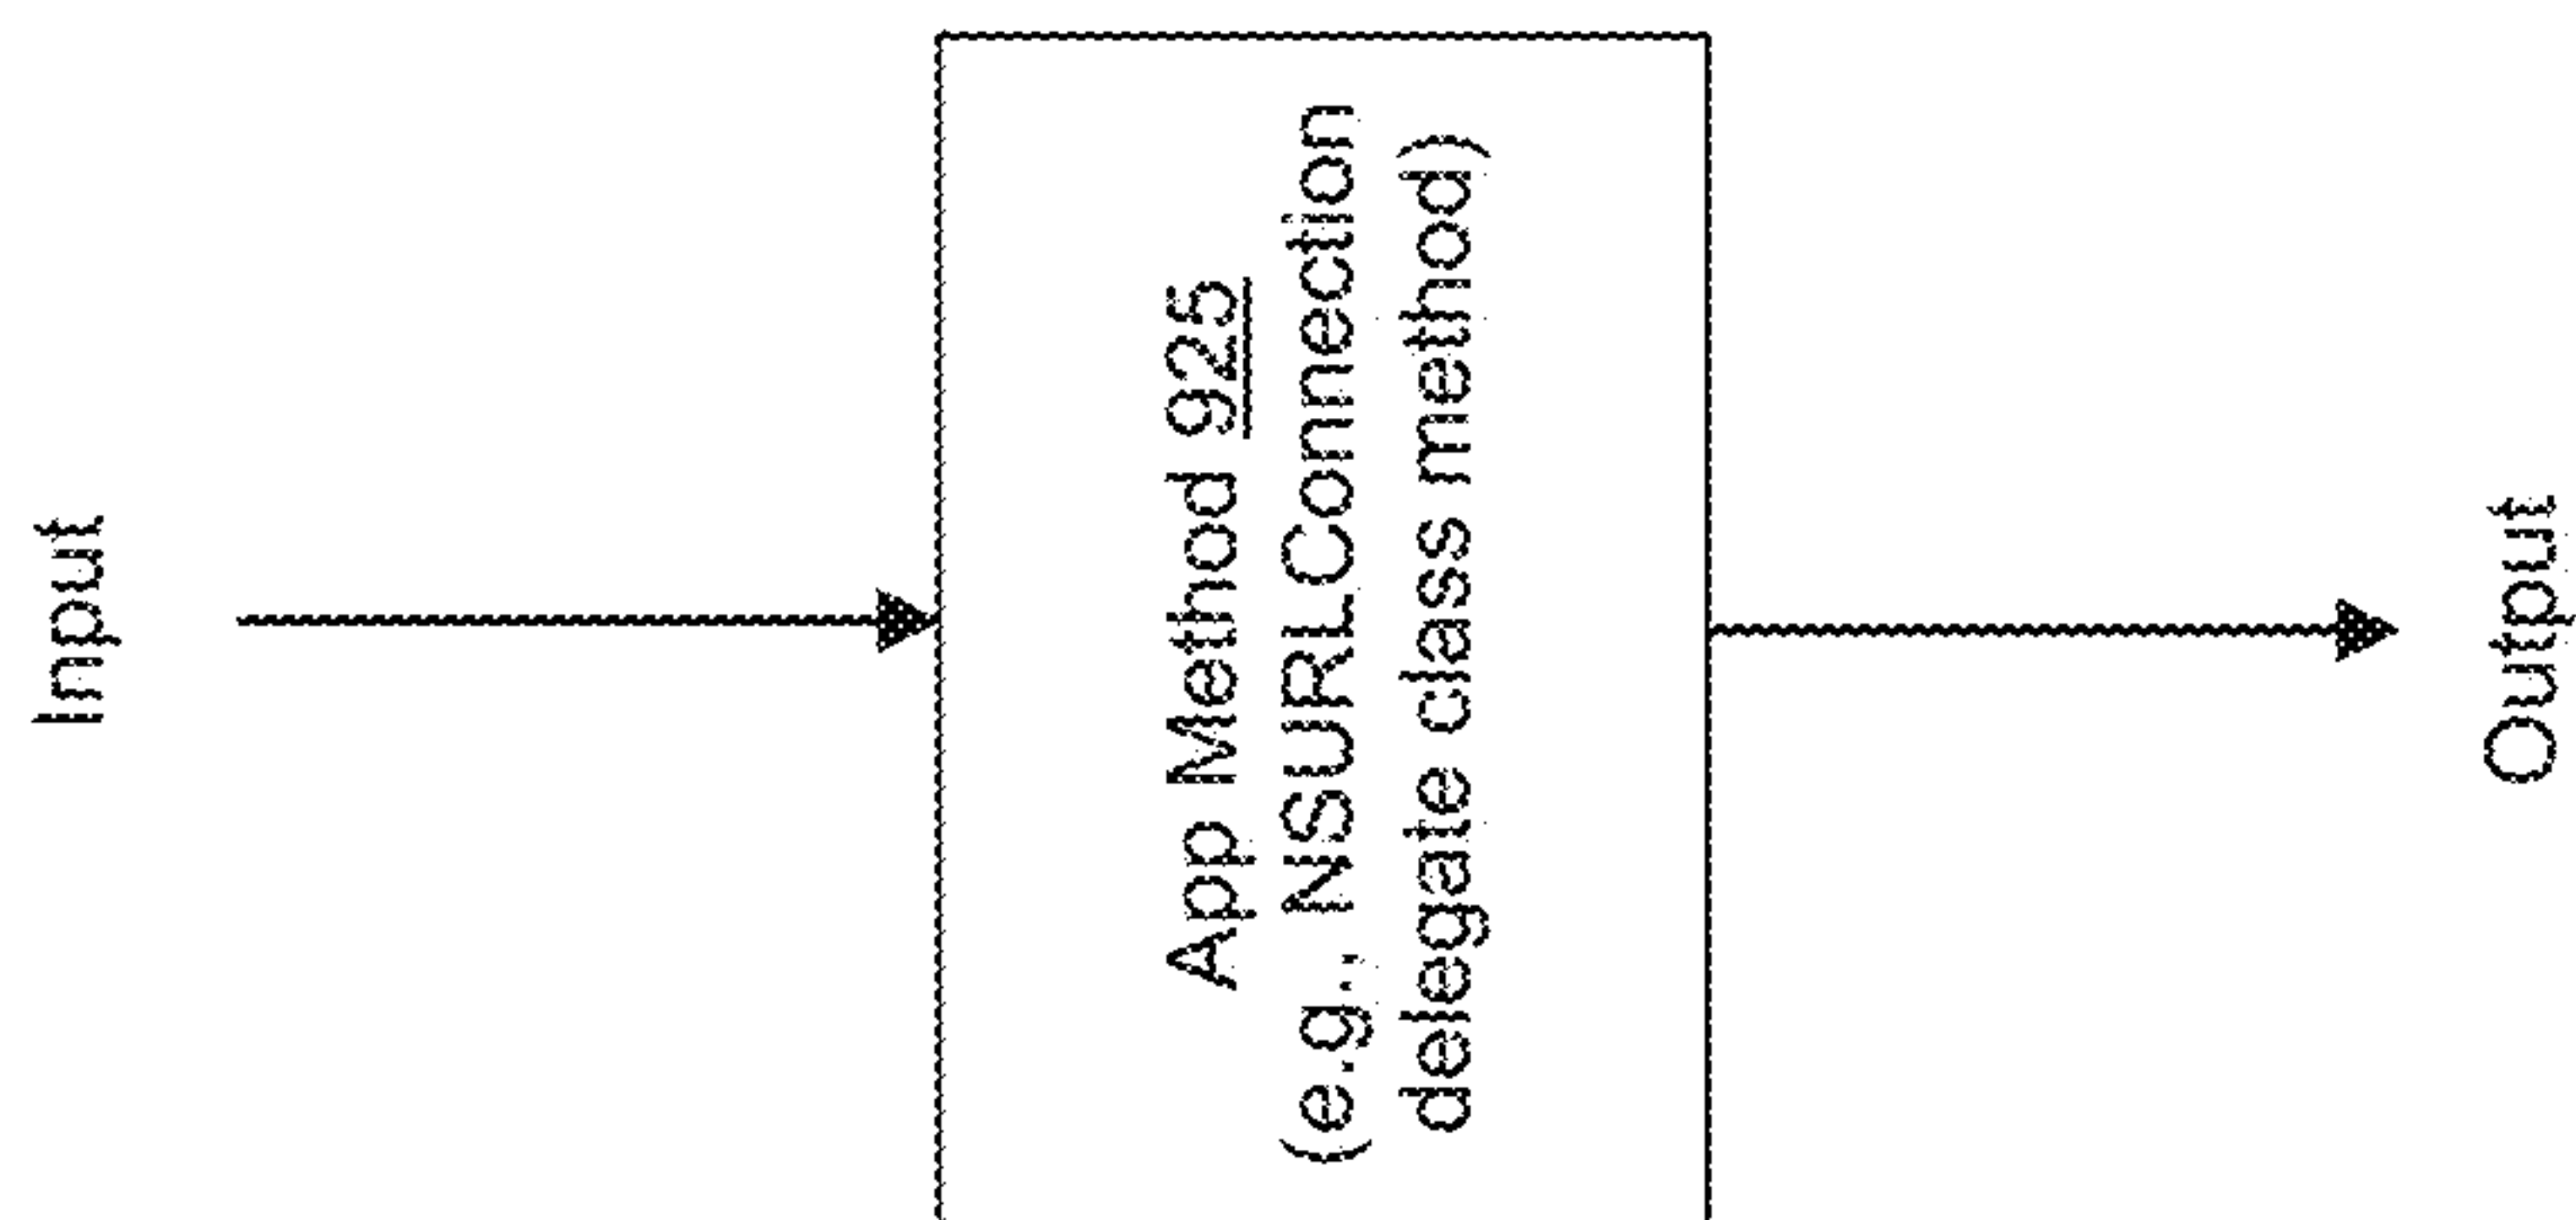 Input
App Method 925
(e.g., NSURLConnection
delegate class method)
Output